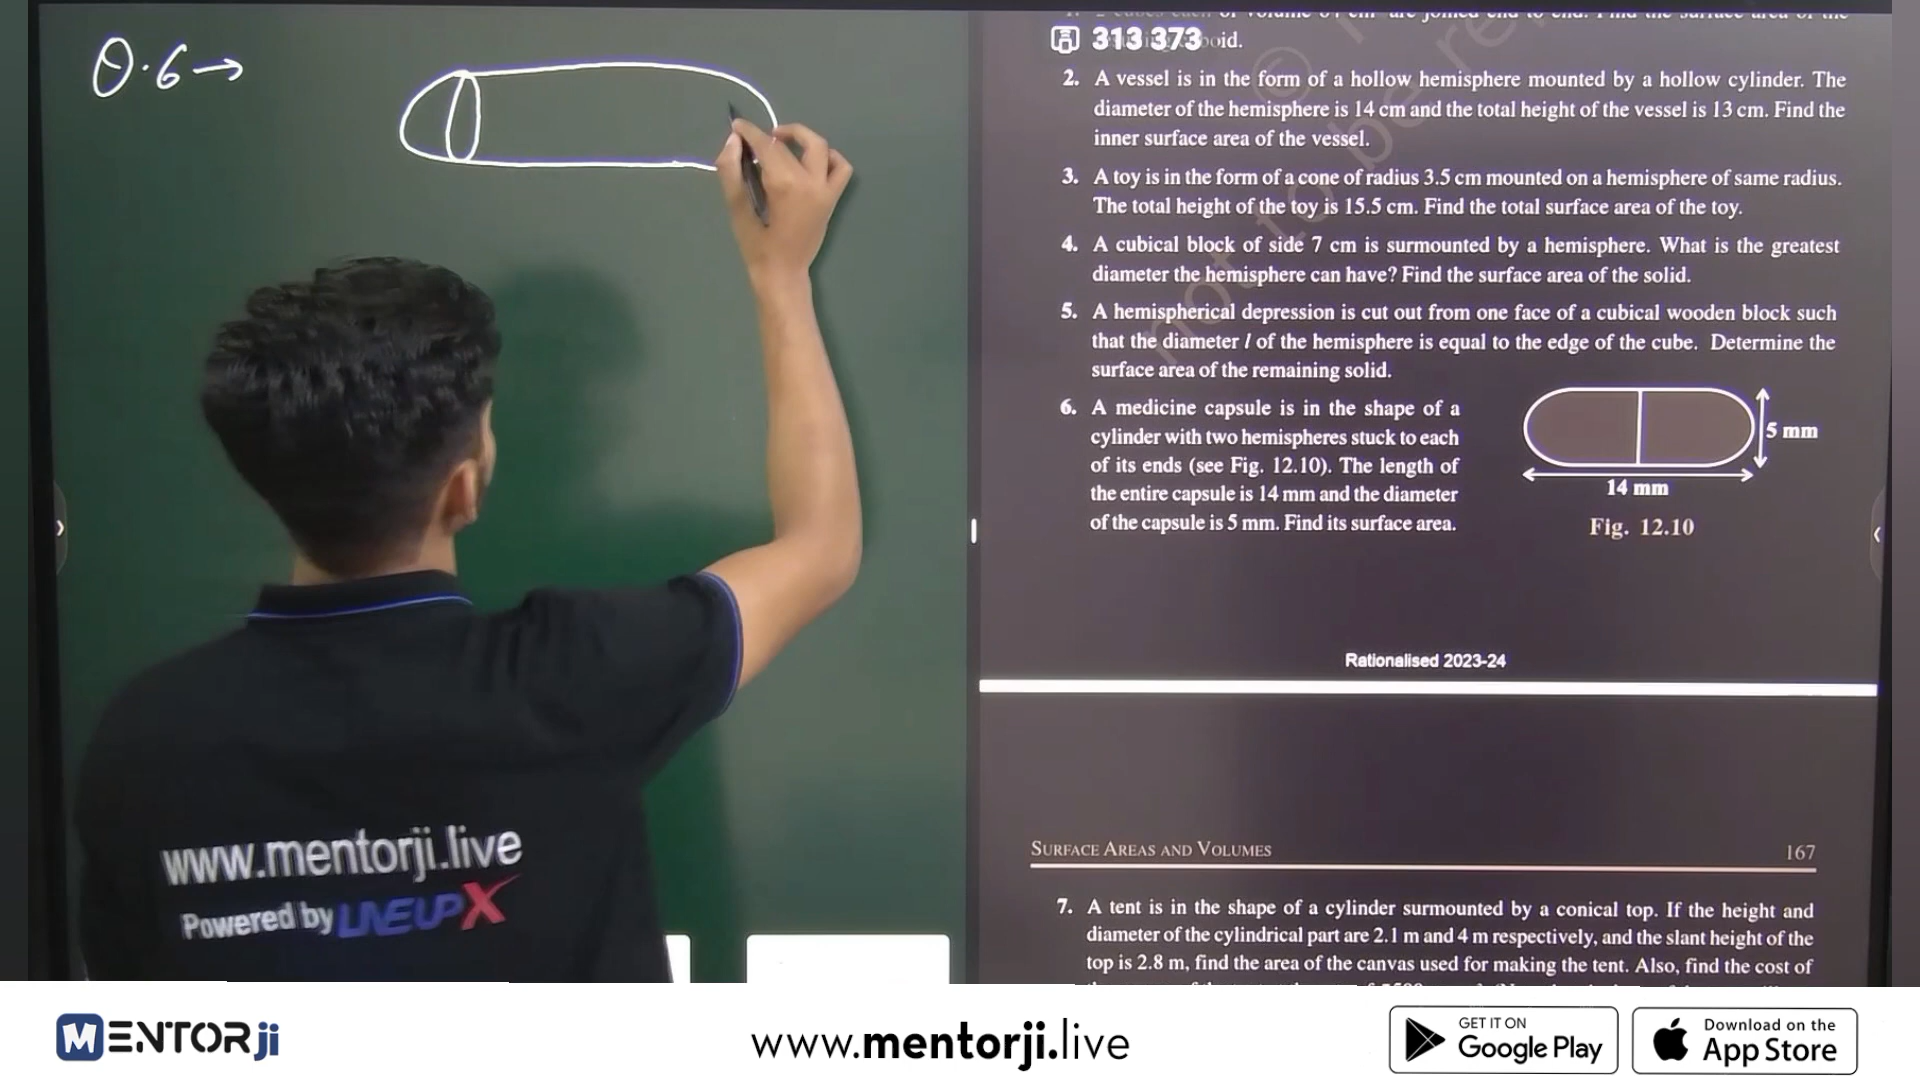 Q.6→
313 373
oid.
2. A vessel is in the form of a hollow hemisphere mounted by a hollow cylinder. The
diameter of the hemisphere is 14 cm and the total height of the vessel is 13 cm. Find the
inner surface area of the vessel.
3. A toy is in the form of a cone of radius 3.5 cm mounted on a hemisphere of same radius.
The total height of the toy is 15.5 cm. Find the total surface area of the toy.
4. A cubical block of side 7 cm is surmounted by a hemisphere. What is the greatest
diameter the hemisphere can have? Find the surface area of the solid.
5. A hemispherical depression is cut out from one face of a cubical wooden block such
that the diameter l of the hemisphere is equal to the edge of the cube. Determine the
surface area of the remaining solid.
6. A medicine capsule is in the shape of a
cylinder with two hemispheres stuck to each
of its ends (see Fig. 12.10). The length of
the entire capsule is 14 mm and the diameter
of the capsule is 5 mm. Find its surface area.
5 mm
14 mm
Fig. 12.10
Rationalised 2023-24
SURFACE AREAS AND VOLUMES 167
7. A tent is in the shape of a cylinder surmounted by a conical top. If the height and
diameter of the cylindrical part are 2.1 m and 4 m respectively, and the slant height of the
top is 2.8 m, find the area of the canvas used for making the tent. Also, find the cost of
www.mentorji.live
Powered by LIVEUPX
MENTORji
www.mentorji.live
GET IT ON
Google Play
Download on the
App Store